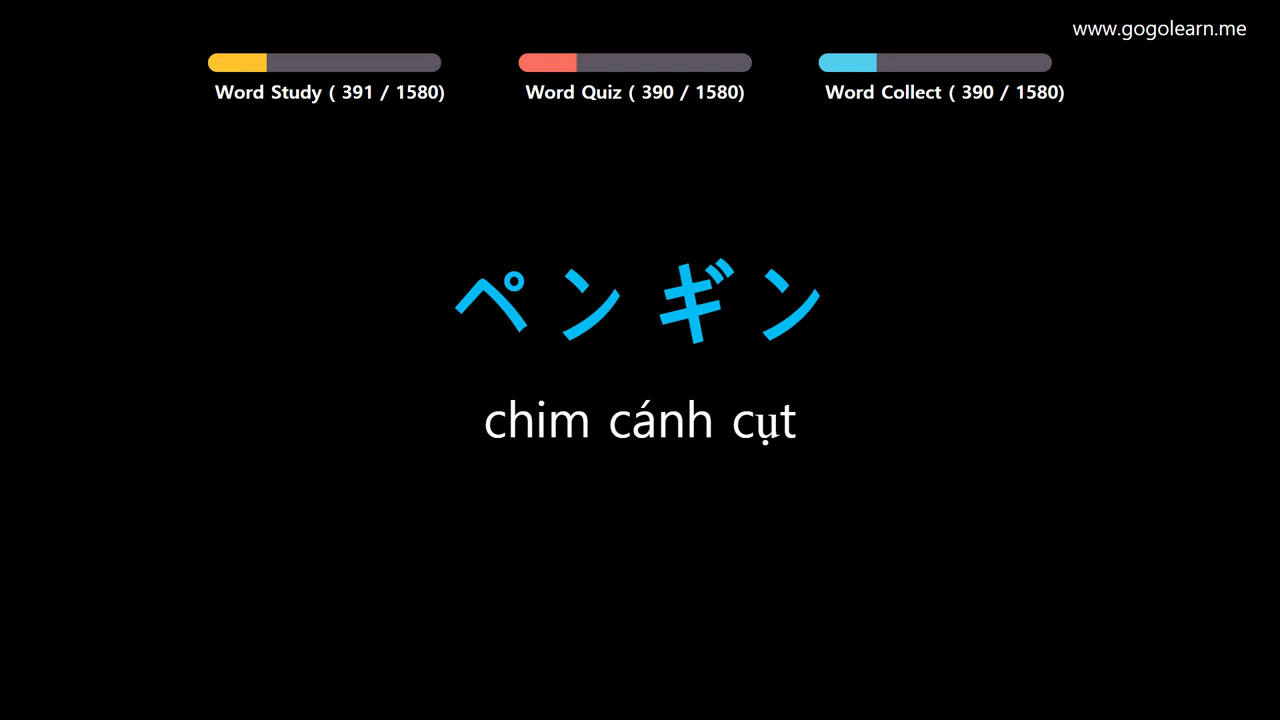 www.gogolearn.me
Word Study ( 391 / 1580)
Word Quiz ( 390 / 1580)
Word Collect ( 390 / 1580)
ペンギン
chim cánh cụt